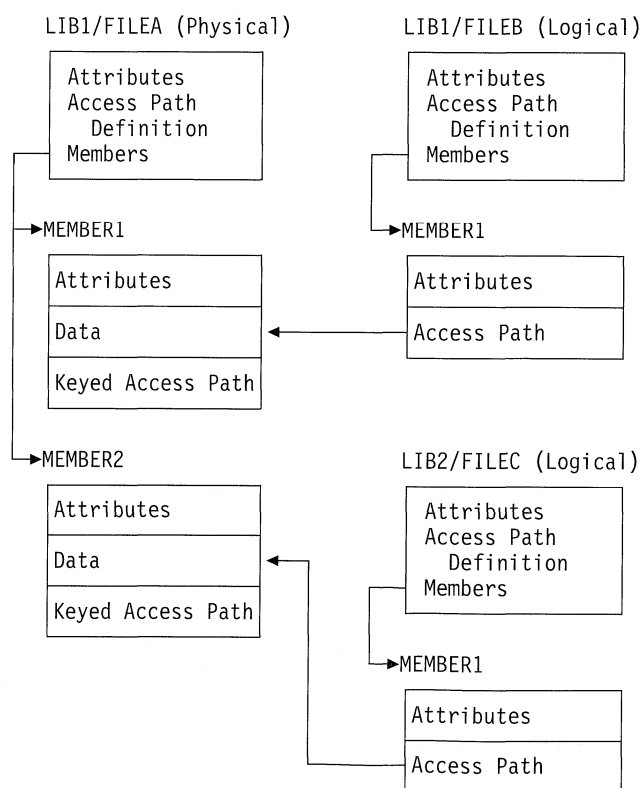 LIB1/FILEA (Physical)
Attributes
Access Path
Definition
Members
MEMBER1
Attributes
Data
Keyed Access Path
MEMBER2
Attributes
Data
Keyed Access Path
LIB1/FILEB (Logical)
Attributes
Access Path
Definition
Members
MEMBER1
Attributes
Access Path
LIB2/FILEC (Logical)
Attributes
Access Path
Definition
Members
MEMBER1
Attributes
Access Path